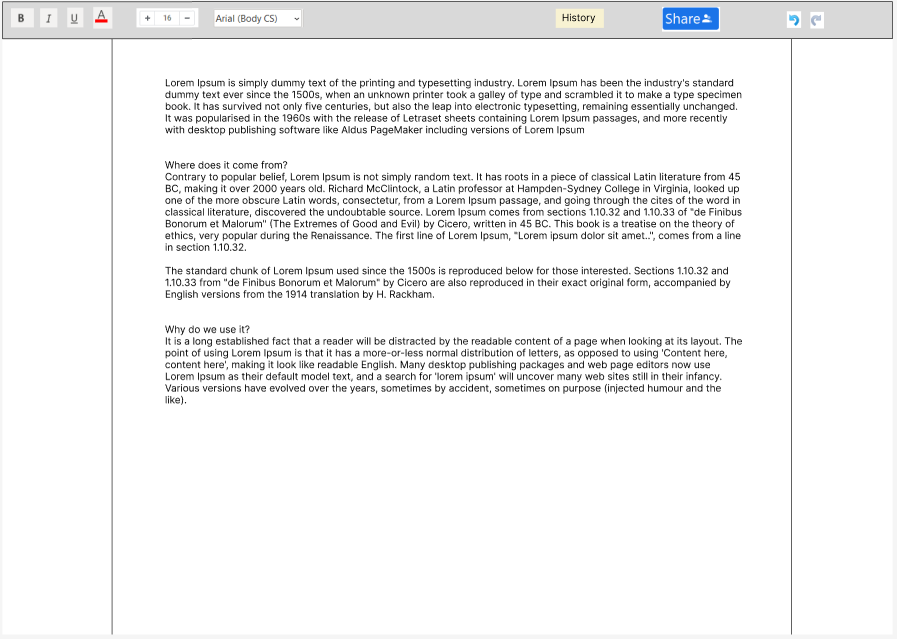 B I U A + 16 − Arial (Body CS) History Share
Lorem Ipsum is simply dummy text of the printing and typesetting industry. Lorem Ipsum has been the industry's standard
dummy text ever since the 1500s, when an unknown printer took a galley of type and scrambled it to make a type specimen
book. It has survived not only five centuries, but also the leap into electronic typesetting, remaining essentially unchanged.
It was popularised in the 1960s with the release of Letraset sheets containing Lorem Ipsum passages, and more recently
with desktop publishing software like Aldus PageMaker including versions of Lorem Ipsum
Where does it come from?
Contrary to popular belief, Lorem Ipsum is not simply random text. It has roots in a piece of classical Latin literature from 45
BC, making it over 2000 years old. Richard McClintock, a Latin professor at Hampden-Sydney College in Virginia, looked up
one of the more obscure Latin words, consectetur, from a Lorem Ipsum passage, and going through the cites of the word in
classical literature, discovered the undoubtable source. Lorem Ipsum comes from sections 1.10.32 and 1.10.33 of "de Finibus
Bonorum et Malorum" (The Extremes of Good and Evil) by Cicero, written in 45 BC. This book is a treatise on the theory of
ethics, very popular during the Renaissance. The first line of Lorem Ipsum, "Lorem ipsum dolor sit amet..", comes from a line
in section 1.10.32.
The standard chunk of Lorem Ipsum used since the 1500s is reproduced below for those interested. Sections 1.10.32 and
1.10.33 from "de Finibus Bonorum et Malorum" by Cicero are also reproduced in their exact original form, accompanied by
English versions from the 1914 translation by H. Rackham.
Why do we use it?
It is a long established fact that a reader will be distracted by the readable content of a page when looking at its layout. The
point of using Lorem Ipsum is that it has a more-or-less normal distribution of letters, as opposed to using 'Content here,
content here', making it look like readable English. Many desktop publishing packages and web page editors now use
Lorem Ipsum as their default model text, and a search for 'lorem ipsum' will uncover many web sites still in their infancy.
Various versions have evolved over the years, sometimes by accident, sometimes on purpose (injected humour and the
like).